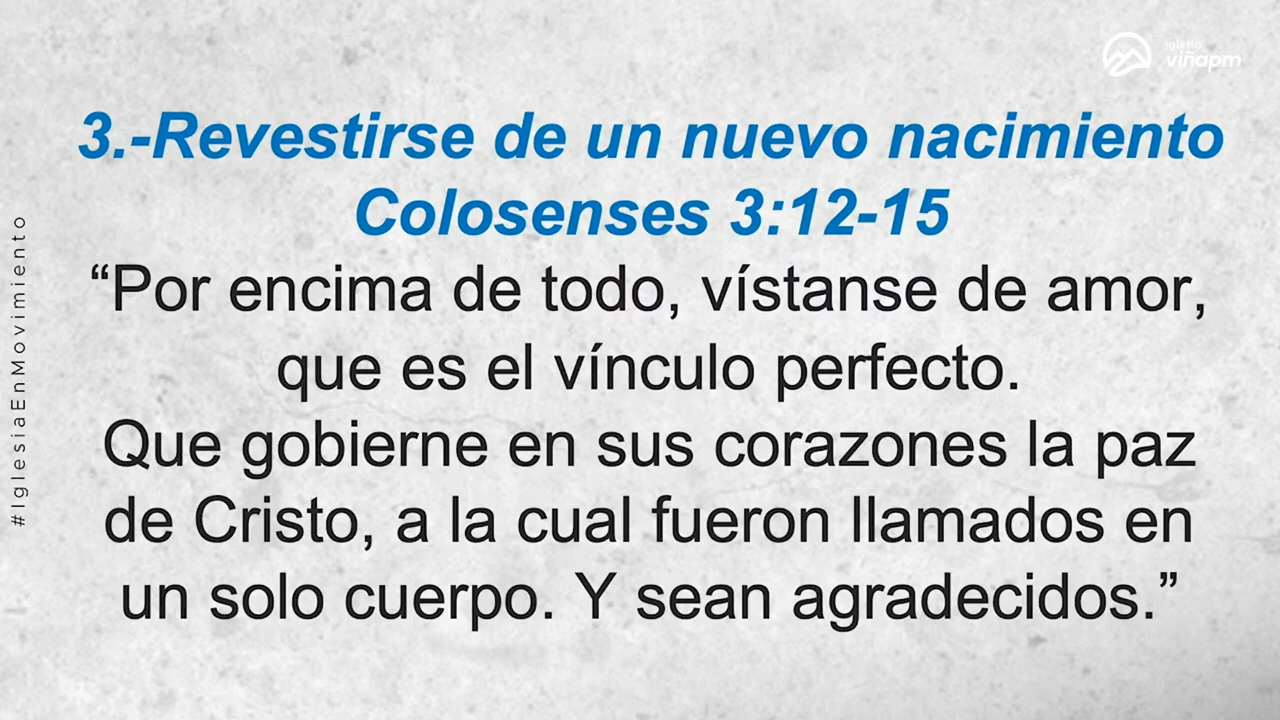 Iglesia
viñapm
3.-Revestirse de un nuevo nacimiento
Colosenses 3:12-15
“Por encima de todo, vístanse de amor,
que es el vínculo perfecto.
Que gobierne en sus corazones la paz
de Cristo, a la cual fueron llamados en
un solo cuerpo. Y sean agradecidos.”
#IglesiaEnMovimiento